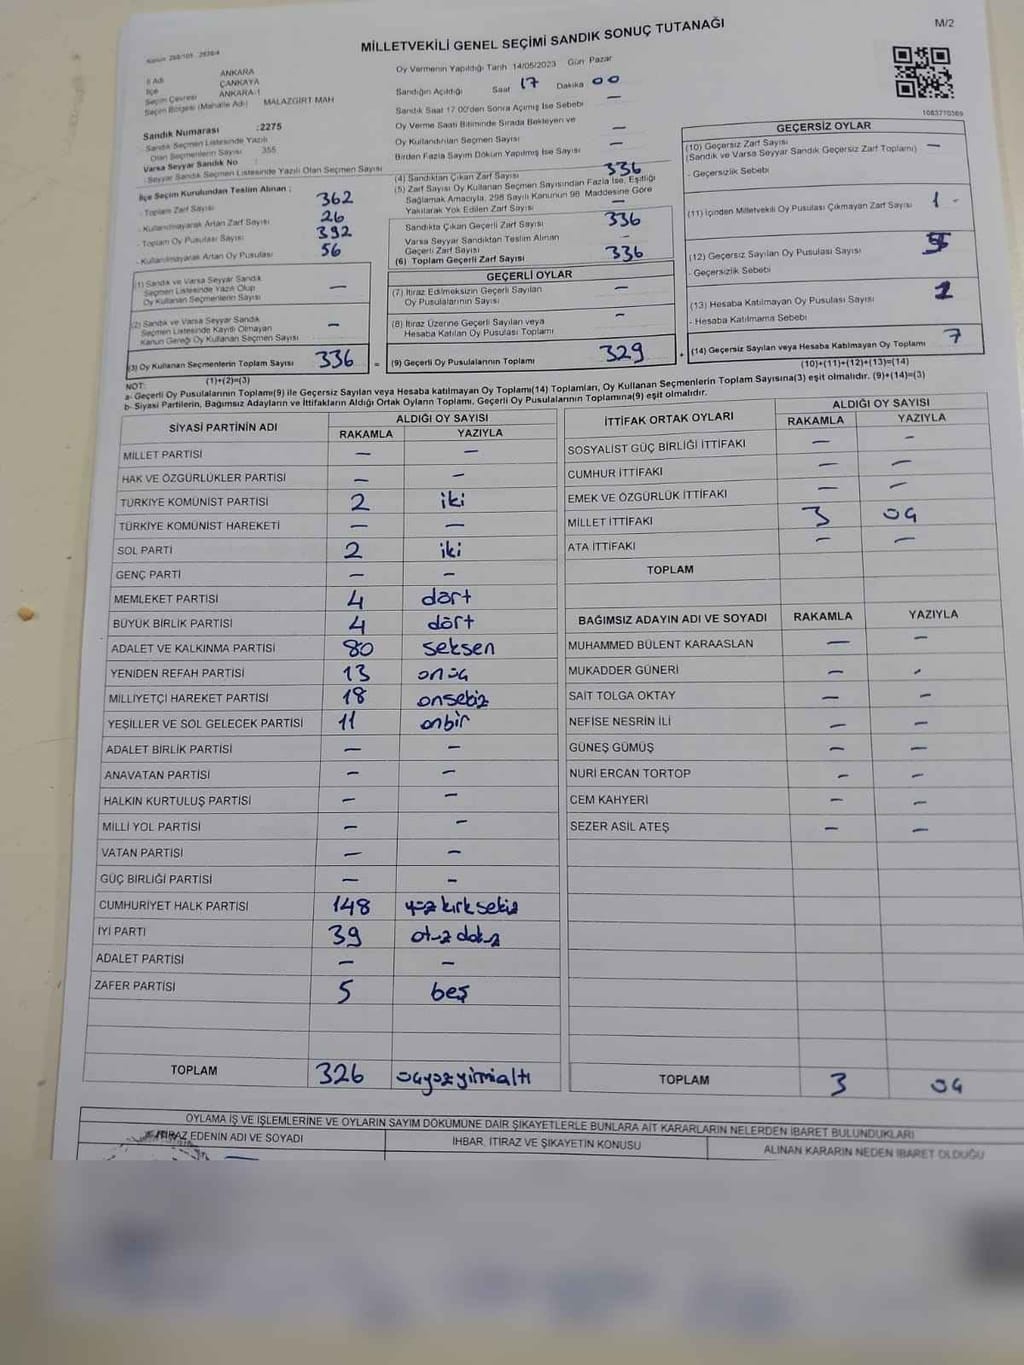 MİLLETVEKİLİ GENEL SEÇİMİ SANDIK SONUÇ TUTANAĞI
M/2
İl Adı ANKARA
İlçe ÇANKAYA
Seçim Çevresi ANKARA-1
Seçim Bölgesi (Mahalle Adı) MALAZGİRT MAH
Sandık Numarası :2275
Sandık Seçmen Listesinde Yazılı
Olan Seçmenlerin Sayısı 355
Varsa Seyyar Sandık No :
Seyyar Sandık Seçmen Listesinde Yazılı Olan Seçmen Sayısı
İlçe Seçim Kurulundan Teslim Alınan ;
- Toplam Zarf Sayısı 362
- Kullanılmayarak Artan Zarf Sayısı 26
- Toplam Oy Pusulası Sayısı 392
- Kullanılmayarak Artan Oy Pusulası 56
(1) Sandık ve Varsa Seyyar Sandık
Seçmen Listesinde Yazılı Olup
Oy Kullanan Seçmenlerin Sayısı —
(2) Sandık ve Varsa Seyyar Sandık
Seçmen Listesinde Kayıtlı Olmayan
Kanun Gereği Oy Kullanan Seçmen Sayısı —
(3) Oy Kullanan Seçmenlerin Toplam Sayısı 336
(1)+(2)=(3)
Oy Vermenin Yapıldığı Tarih 14/05/2023 Gün Pazar
Sandığın Açıldığı Saat 17 Dakika 00
Sandık Saat 17:00'den Sonra Açılmış İse Sebebi —
Oy Verme Saati Bitiminde Sırada Bekleyen ve
Oy Kullandırılan Seçmen Sayısı —
Birden Fazla Sayım Döküm Yapılmış İse Sayısı —
(4) Sandıktan Çıkan Zarf Sayısı 336
(5) Zarf Sayısı Oy Kullanan Seçmen Sayısından Fazla İse, Eşitliği
Sağlamak Amacıyla, 298 Sayılı Kanunun 98. Maddesine Göre
Yakılarak Yok Edilen Zarf Sayısı —
Sandıkta Çıkan Geçerli Zarf Sayısı 336
Varsa Seyyar Sandıktan Teslim Alınan
Geçerli Zarf Sayısı —
(6) Toplam Geçerli Zarf Sayısı 336
GEÇERLİ OYLAR
(7) İtiraz Edilmeksizin Geçerli Sayılan
Oy Pusulalarının Sayısı —
(8) İtiraz Üzerine Geçerli Sayılan veya
Hesaba Katılan Oy Pusulası Toplamı —
= (9) Geçerli Oy Pusulalarının Toplamı 329 +
1083770369
GEÇERSİZ OYLAR
(10) Geçersiz Zarf Sayısı
(Sandık ve Varsa Seyyar Sandık Geçersiz Zarf Toplamı) —
- Geçersizlik Sebebi
(11) İçinden Milletvekili Oy Pusulası Çıkmayan Zarf Sayısı 1 -
(12) Geçersiz Sayılan Oy Pusulası Sayısı
- Geçersizlik Sebebi
(13) Hesaba Katılmayan Oy Pusulası Sayısı
- Hesaba Katılmama Sebebi
(14) Geçersiz Sayılan veya Hesaba Katılmayan Oy Toplamı 7
(10)+(11)+(12)+(13)=(14)
NOT:
a- Geçerli Oy Pusulalarının Toplamı(9) ile Geçersiz Sayılan veya Hesaba katılmayan Oy Toplamı(14) Toplamları, Oy Kullanan Seçmenlerin Toplam Sayısına(3) eşit olmalıdır. (9)+(14)=(3)
b- Siyasi Partilerin, Bağımsız Adayların ve İttifakların Aldığı Ortak Oyların Toplamı, Geçerli Oy Pusulalarının Toplamına(9) eşit olmalıdır.
SİYASİ PARTİNİN ADI ALDIĞI OY SAYISI
RAKAMLA YAZIYLA
MİLLET PARTİSİ — —
HAK VE ÖZGÜRLÜKLER PARTİSİ — —
TÜRKİYE KOMÜNİST PARTİSİ 2 iki
TÜRKİYE KOMÜNİST HAREKETİ — —
SOL PARTİ 2 iki
GENÇ PARTİ — —
MEMLEKET PARTİSİ 4 dört
BÜYÜK BİRLİK PARTİSİ 4 dört
ADALET VE KALKINMA PARTİSİ 80 seksen
YENİDEN REFAH PARTİSİ 13 onüç
MİLLİYETÇİ HAREKET PARTİSİ 18 onsekiz
YEŞİLLER VE SOL GELECEK PARTİSİ 11 onbir
ADALET BİRLİK PARTİSİ — —
ANAVATAN PARTİSİ — —
HALKIN KURTULUŞ PARTİSİ — —
MİLLİ YOL PARTİSİ — —
VATAN PARTİSİ — —
GÜÇ BİRLİĞİ PARTİSİ — —
CUMHURİYET HALK PARTİSİ 148 yüz kırk sekiz
İYİ PARTİ 39 otuz dokuz
ADALET PARTİSİ — —
ZAFER PARTİSİ 5 beş
TOPLAM 326 üçyüz yirmialtı
İTTİFAK ORTAK OYLARI ALDIĞI OY SAYISI
RAKAMLA YAZIYLA
SOSYALİST GÜÇ BİRLİĞİ İTTİFAKI — —
CUMHUR İTTİFAKI — —
EMEK VE ÖZGÜRLÜK İTTİFAKI — —
MİLLET İTTİFAKI 3 üç
ATA İTTİFAKI — —
TOPLAM
BAĞIMSIZ ADAYIN ADI VE SOYADI RAKAMLA YAZIYLA
MUHAMMED BÜLENT KARAASLAN — —
MUKADDER GÜNERİ — —
SAİT TOLGA OKTAY — —
NEFİSE NESRİN İLİ — —
GÜNEŞ GÜMÜŞ — —
NURİ ERCAN TORTOP — —
CEM KAHYERİ — —
SEZER ASİL ATEŞ — —
TOPLAM 3 üç
OYLAMA İŞ VE İŞLEMLERİNE VE OYLARIN SAYIM DÖKÜMÜNE DAİR ŞİKAYETLERLE BUNLARA AİT KARARLARIN NELERDEN İBARET BULUNDUKLARI
İTİRAZ EDENİN ADI VE SOYADI
İHBAR, İTİRAZ VE ŞİKAYETİN KONUSU
ALINAN KARARIN NEDEN İBARET OLDUĞU